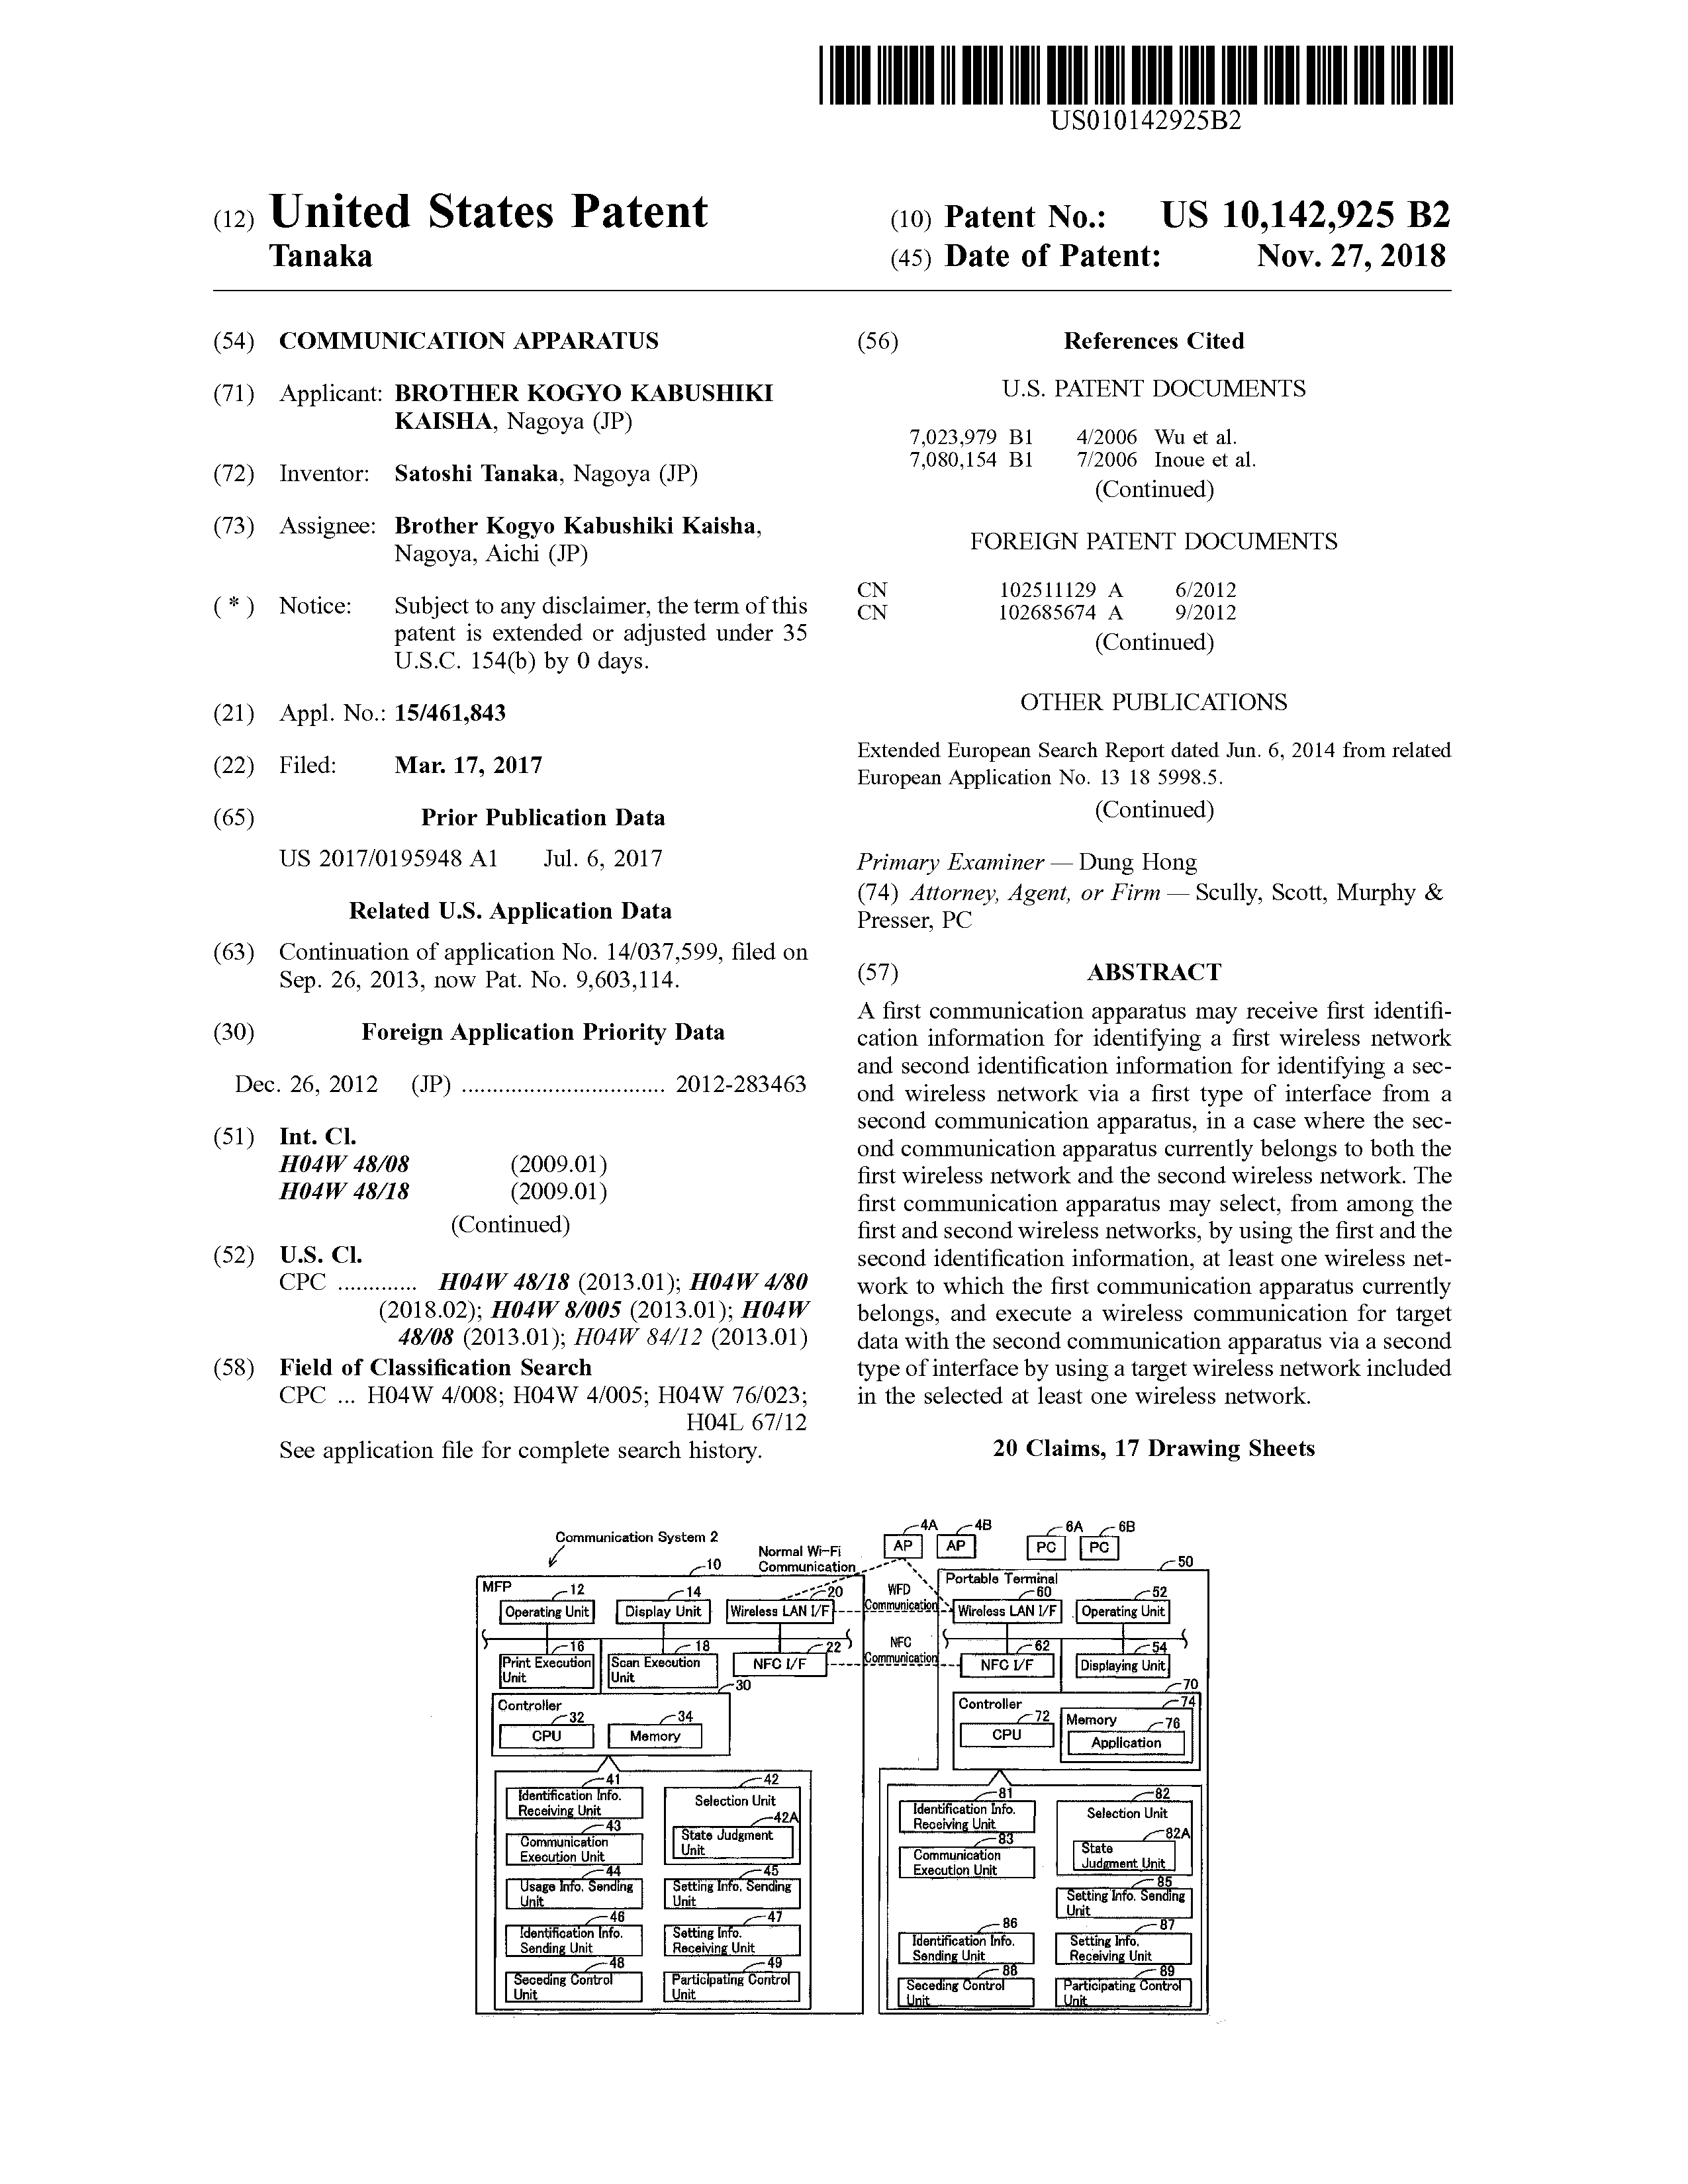 US010142925B2
(12) United States Patent
Tanaka
(10) Patent No.: US 10,142,925 B2
(45) Date of Patent: Nov. 27, 2018
(54) COMMUNICATION APPARATUS
(71) Applicant: BROTHER KOGYO KABUSHIKI
KAISHA, Nagoya (JP)
(72) Inventor: Satoshi Tanaka, Nagoya (JP)
(73) Assignee: Brother Kogyo Kabushiki Kaisha,
Nagoya, Aichi (JP)
( * ) Notice: Subject to any disclaimer, the term of this
patent is extended or adjusted under 35
U.S.C. 154(b) by 0 days.
(21) Appl. No.: 15/461,843
(22) Filed: Mar. 17, 2017
(65) Prior Publication Data
US 2017/0195948 A1 Jul. 6, 2017
Related U.S. Application Data
(63) Continuation of application No. 14/037,599, filed on
Sep. 26, 2013, now Pat. No. 9,603,114.
(30) Foreign Application Priority Data
Dec. 26, 2012 (JP) ................................. 2012-283463
(51) Int. Cl.
H04W 48/08 (2009.01)
H04W 48/18 (2009.01)
(Continued)
(52) U.S. Cl.
CPC ............. H04W 48/18 (2013.01); H04W 4/80
(2018.02); H04W 8/005 (2013.01); H04W
48/08 (2013.01); H04W 84/12 (2013.01)
(58) Field of Classification Search
CPC ... H04W 4/008; H04W 4/005; H04W 76/023;
H04L 67/12
See application file for complete search history.
(56) References Cited
U.S. PATENT DOCUMENTS
7,023,979 B1 4/2006 Wu et al.
7,080,154 B1 7/2006 Inoue et al.
(Continued)
FOREIGN PATENT DOCUMENTS
CN 102511129 A 6/2012
CN 102685674 A 9/2012
(Continued)
OTHER PUBLICATIONS
Extended European Search Report dated Jun. 6, 2014 from related
European Application No. 13 18 5998.5.
(Continued)
Primary Examiner — Dung Hong
(74) Attorney, Agent, or Firm — Scully, Scott, Murphy &
Presser, PC
(57) ABSTRACT
A first communication apparatus may receive first identifi-
cation information for identifying a first wireless network
and second identification information for identifying a sec-
ond wireless network via a first type of interface from a
second communication apparatus, in a case where the sec-
ond communication apparatus currently belongs to both the
first wireless network and the second wireless network. The
first communication apparatus may select, from among the
first and second wireless networks, by using the first and the
second identification information, at least one wireless net-
work to which the first communication apparatus currently
belongs, and execute a wireless communication for target
data with the second communication apparatus via a second
type of interface by using a target wireless network included
in the selected at least one wireless network.
20 Claims, 17 Drawing Sheets
Communication System 2
Normal Wi-Fi
Communication
4A 4B 6A 6B
AP AP PC PC
10
MFP
12 14 20
Operating Unit Display Unit Wireless LAN I/F
16 18 22
Print Execution
Unit
Scan Execution
Unit
NFC I/F
30
Controller
32 34
CPU Memory
41
Identification Info.
Receiving Unit
42
Selection Unit
42A
State Judgment
Unit
43
Communication
Execution Unit
44
Usage Info. Sending
Unit
45
Setting Info. Sending
Unit
46
Identification Info.
Sending Unit
47
Setting Info.
Receiving Unit
48
Seceding Control
Unit
49
Participating Control
Unit
WFD
Communication
NFC
Communication
50
Portable Terminal
60 52
Wireless LAN I/F Operating Unit
62 54
NFC I/F Displaying Unit
70
Controller
74
72
CPU
Memory
76
Application
81
Identification Info.
Receiving Unit
82
Selection Unit
82A
State
Judgment Unit
83
Communication
Execution Unit
85
Setting Info. Sending
Unit
86
Identification Info.
Sending Unit
87
Setting Info.
Receiving Unit
88
Seceding Control
Unit
89
Participating Control
Unit